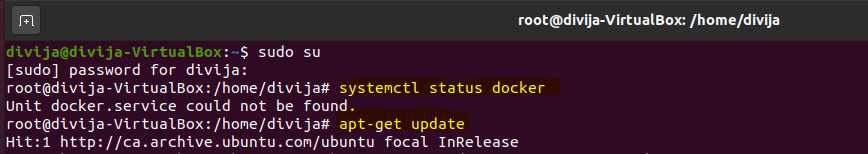 root@divija-VirtualBox: /home/divija
divija@divija-VirtualBox:~$ sudo su
[sudo] password for divija:
root@divija-VirtualBox:/home/divija# systemctl status docker
Unit docker.service could not be found.
root@divija-VirtualBox:/home/divija# apt-get update
Hit:1 http://ca.archive.ubuntu.com/ubuntu focal InRelease